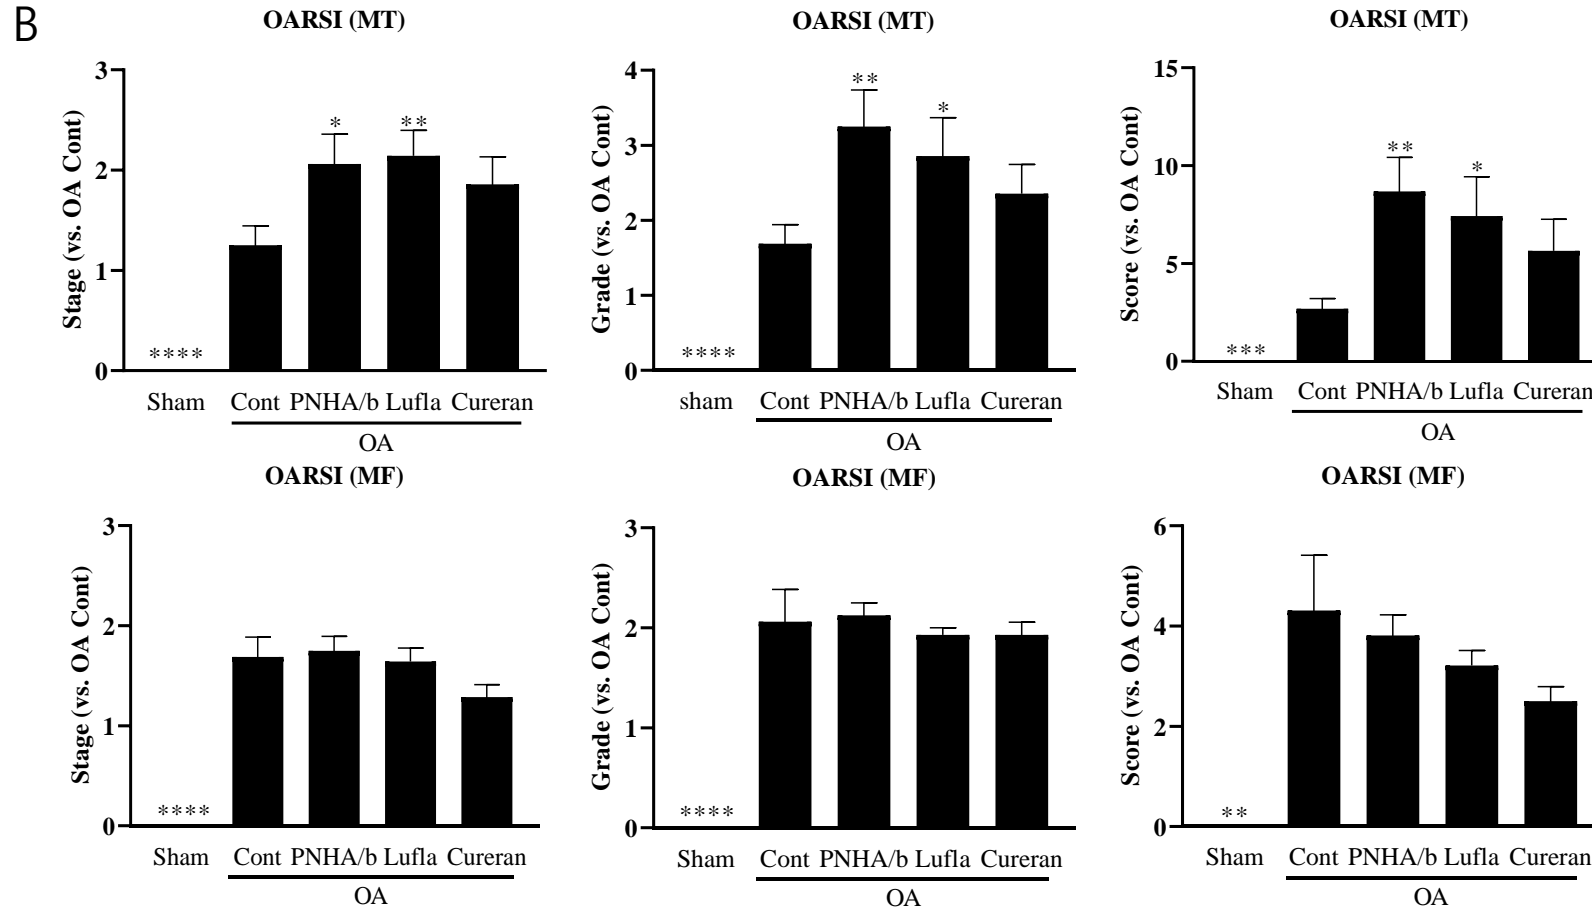 B
OARSI (MT)
Stage (vs. OA Cont)
3
2
1
0
****
*
**
Sham Cont PNHA/b Lufla Cureran
OA
OARSI (MT)
Grade (vs. OA Cont)
4
3
2
1
0
****
**
*
sham Cont PNHA/b Lufla Cureran
OA
OARSI (MT)
Score (vs. OA Cont)
15
10
5
0
***
**
*
Sham Cont PNHA/b Lufla Cureran
OA
OARSI (MF)
Stage (vs. OA Cont)
3
2
1
0
****
Sham Cont PNHA/b Lufla Cureran
OA
OARSI (MF)
Grade (vs. OA Cont)
3
2
1
0
****
Sham Cont PNHA/b Lufla Cureran
OA
OARSI (MF)
Score (vs. OA Cont)
6
4
2
0
**
Sham Cont PNHA/b Lufla Cureran
OA